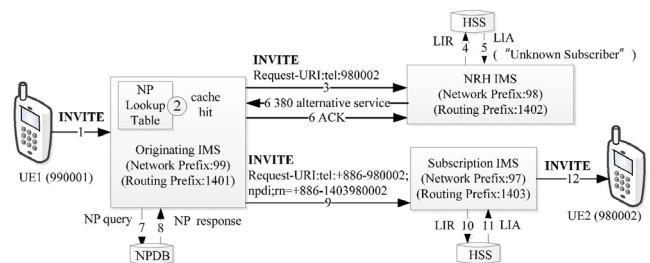 HSS
LIR 4 5 LIA
( "Unknown Subscriber" )
INVITE
Request-URI:tel:980002
3
NRH IMS
(Network Prefix:98)
(Routing Prefix:1402)
NP
Lookup
Table
2 cache
hit
6 380 alternative service
6 ACK
INVITE
1
UE1 (990001)
Originating IMS
(Network Prefix:99)
(Routing Prefix:1401)
INVITE
Request-URI:tel:+886-980002;
npdi;rn=+886-1403980002
9
Subscription IMS
(Network Prefix:97)
(Routing Prefix:1403)
INVITE
12
UE2 (980002)
NP query 7 8 NP response
NPDB
LIR 10 11 LIA
HSS